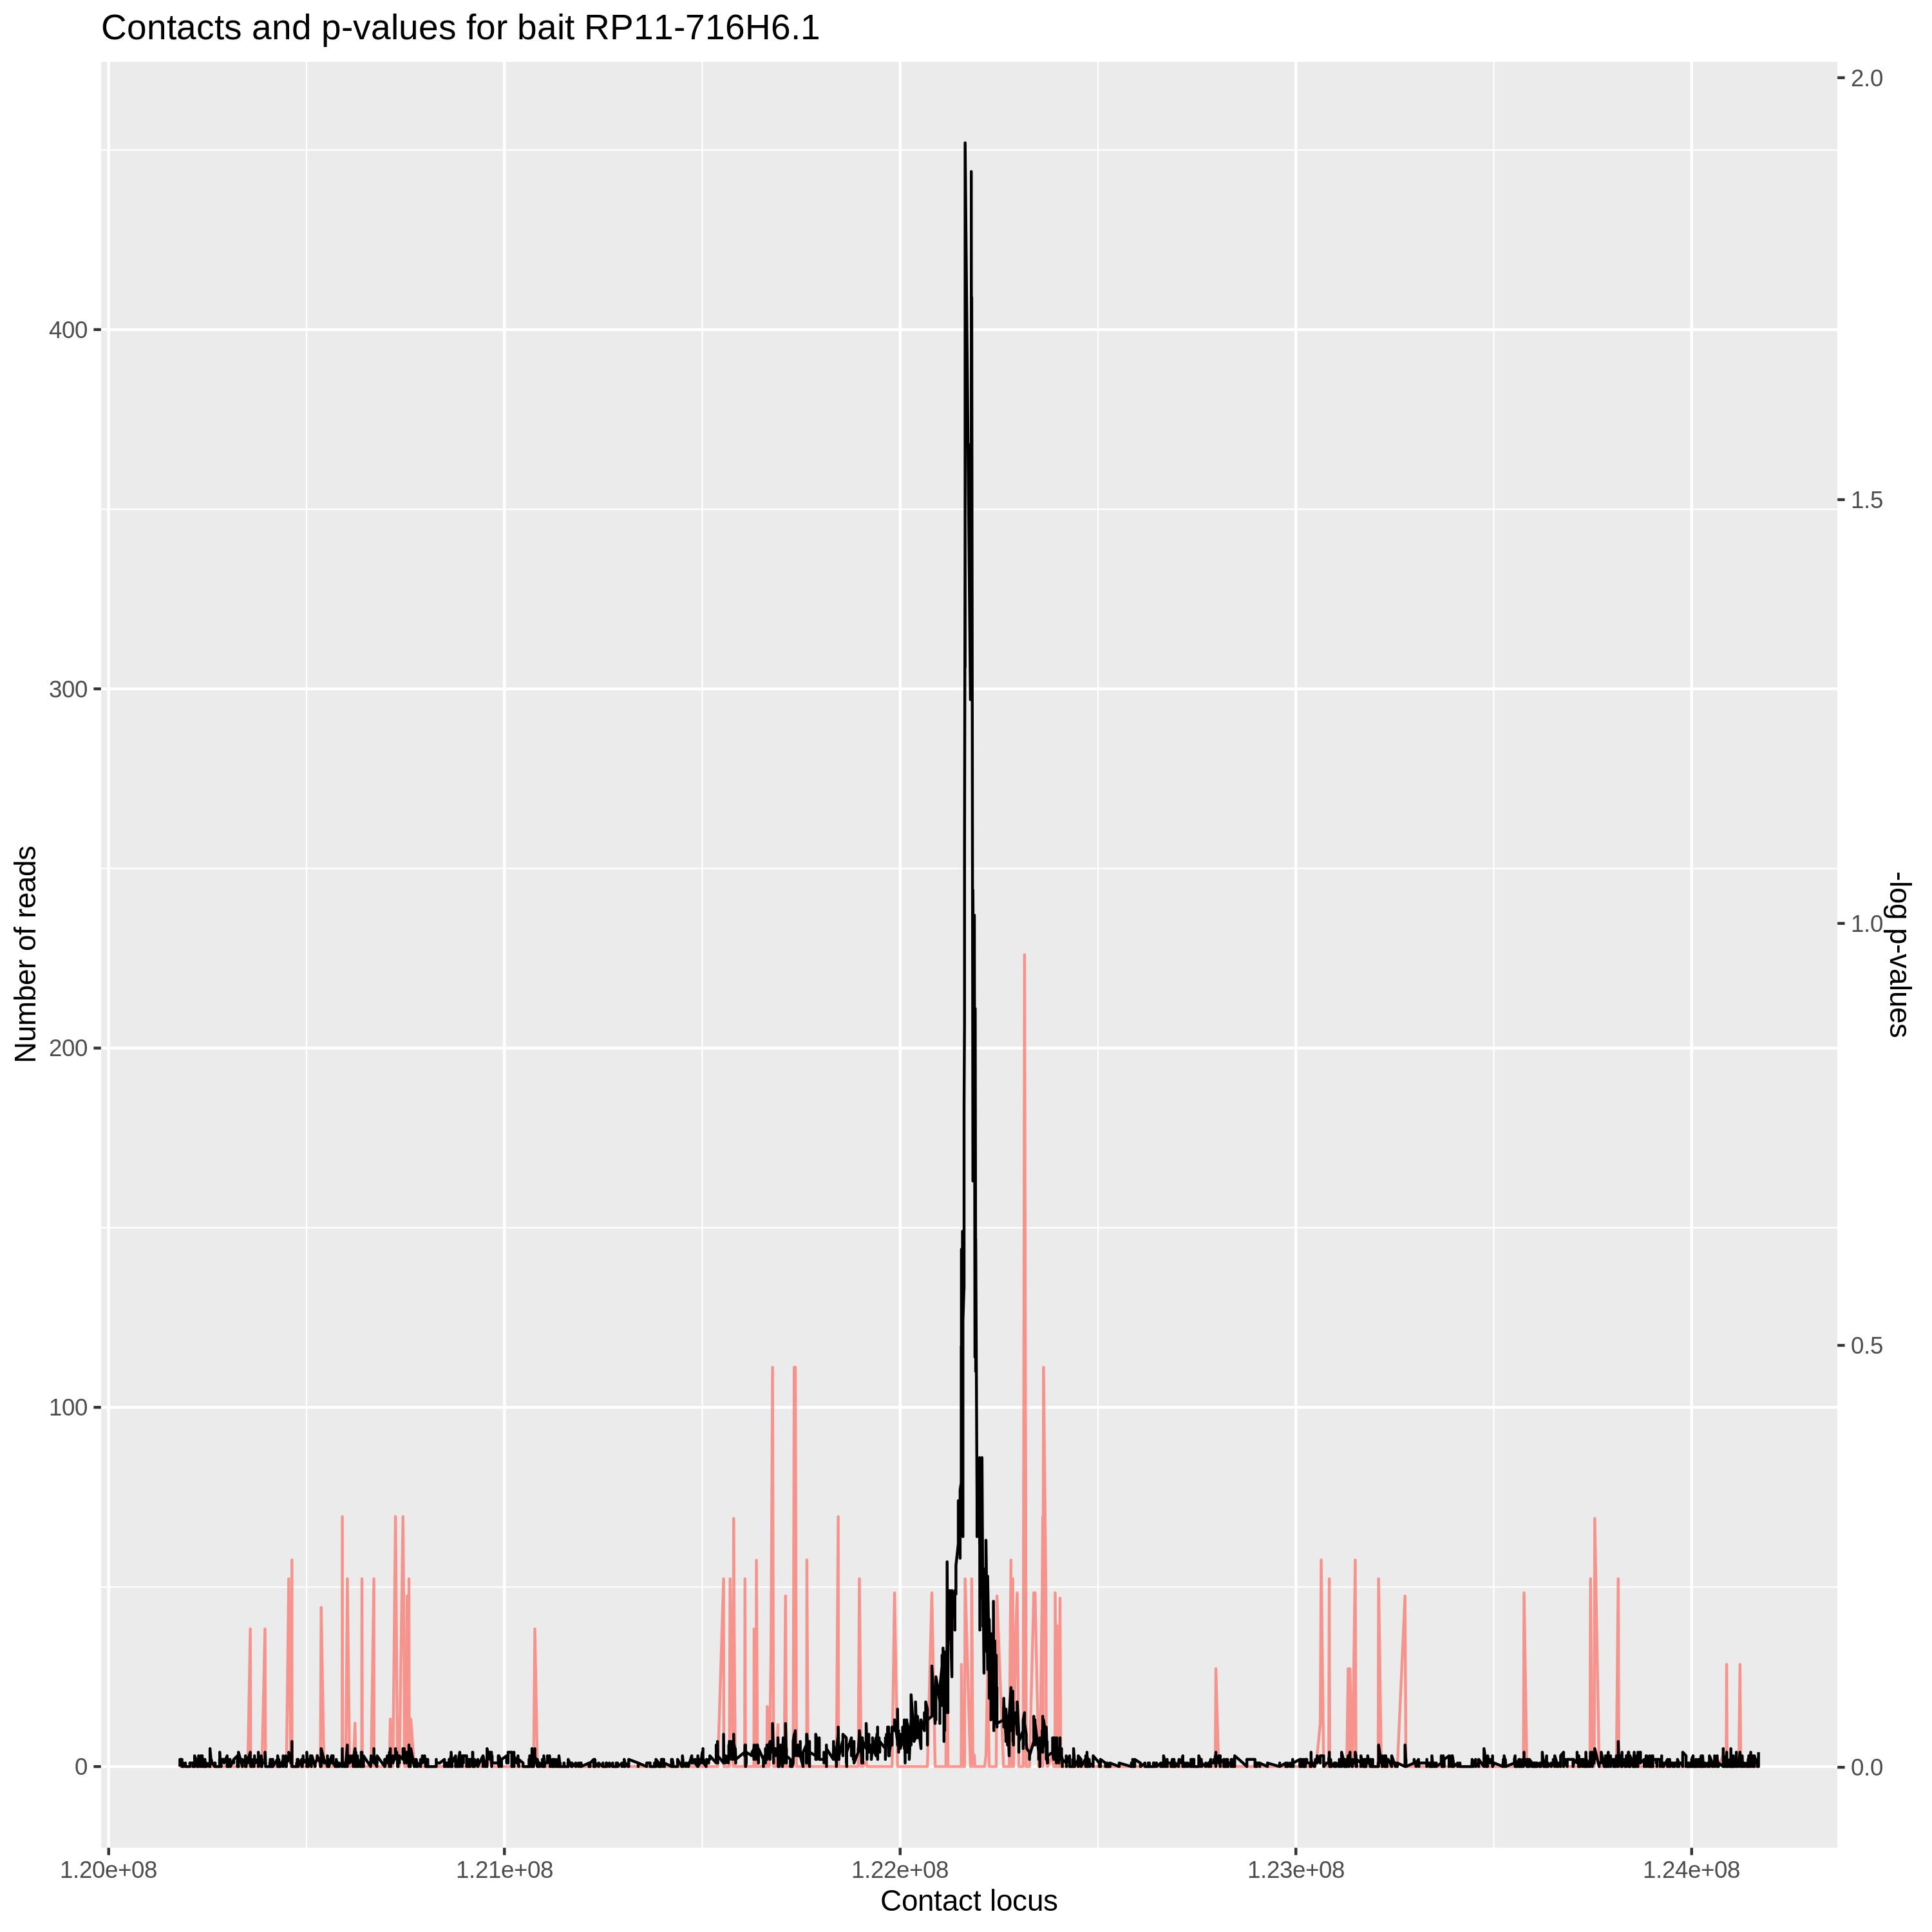 Contacts and p-values for bait RP11-716H6.1
Number of reads
400
300
200
100
0
2.0
1.5
1.0
0.5
0.0
-log p-values
1.20e+08 1.21e+08 1.22e+08 1.23e+08 1.24e+08
Contact locus